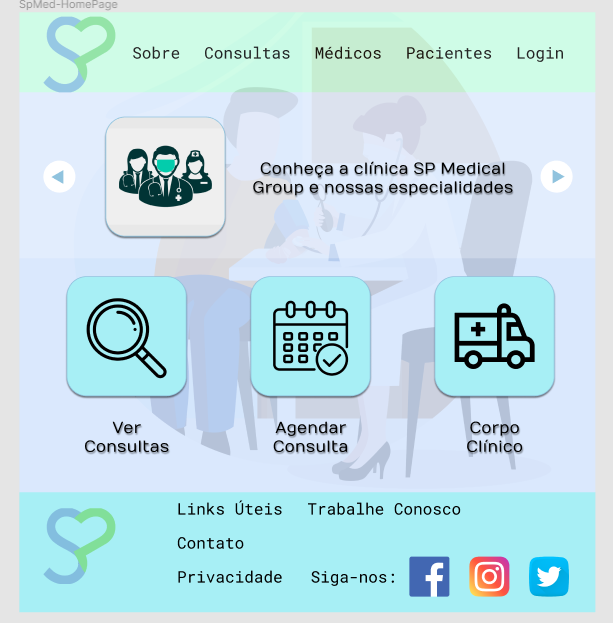 SpMed-HomePage
Sobre Consultas Médicos Pacientes Login
Conheça a clínica SP Medical
Group e nossas especialidades
Ver
Consultas
Agendar
Consulta
Corpo
Clínico
Links Úteis Trabalhe Conosco
Contato
Privacidade Siga-nos: